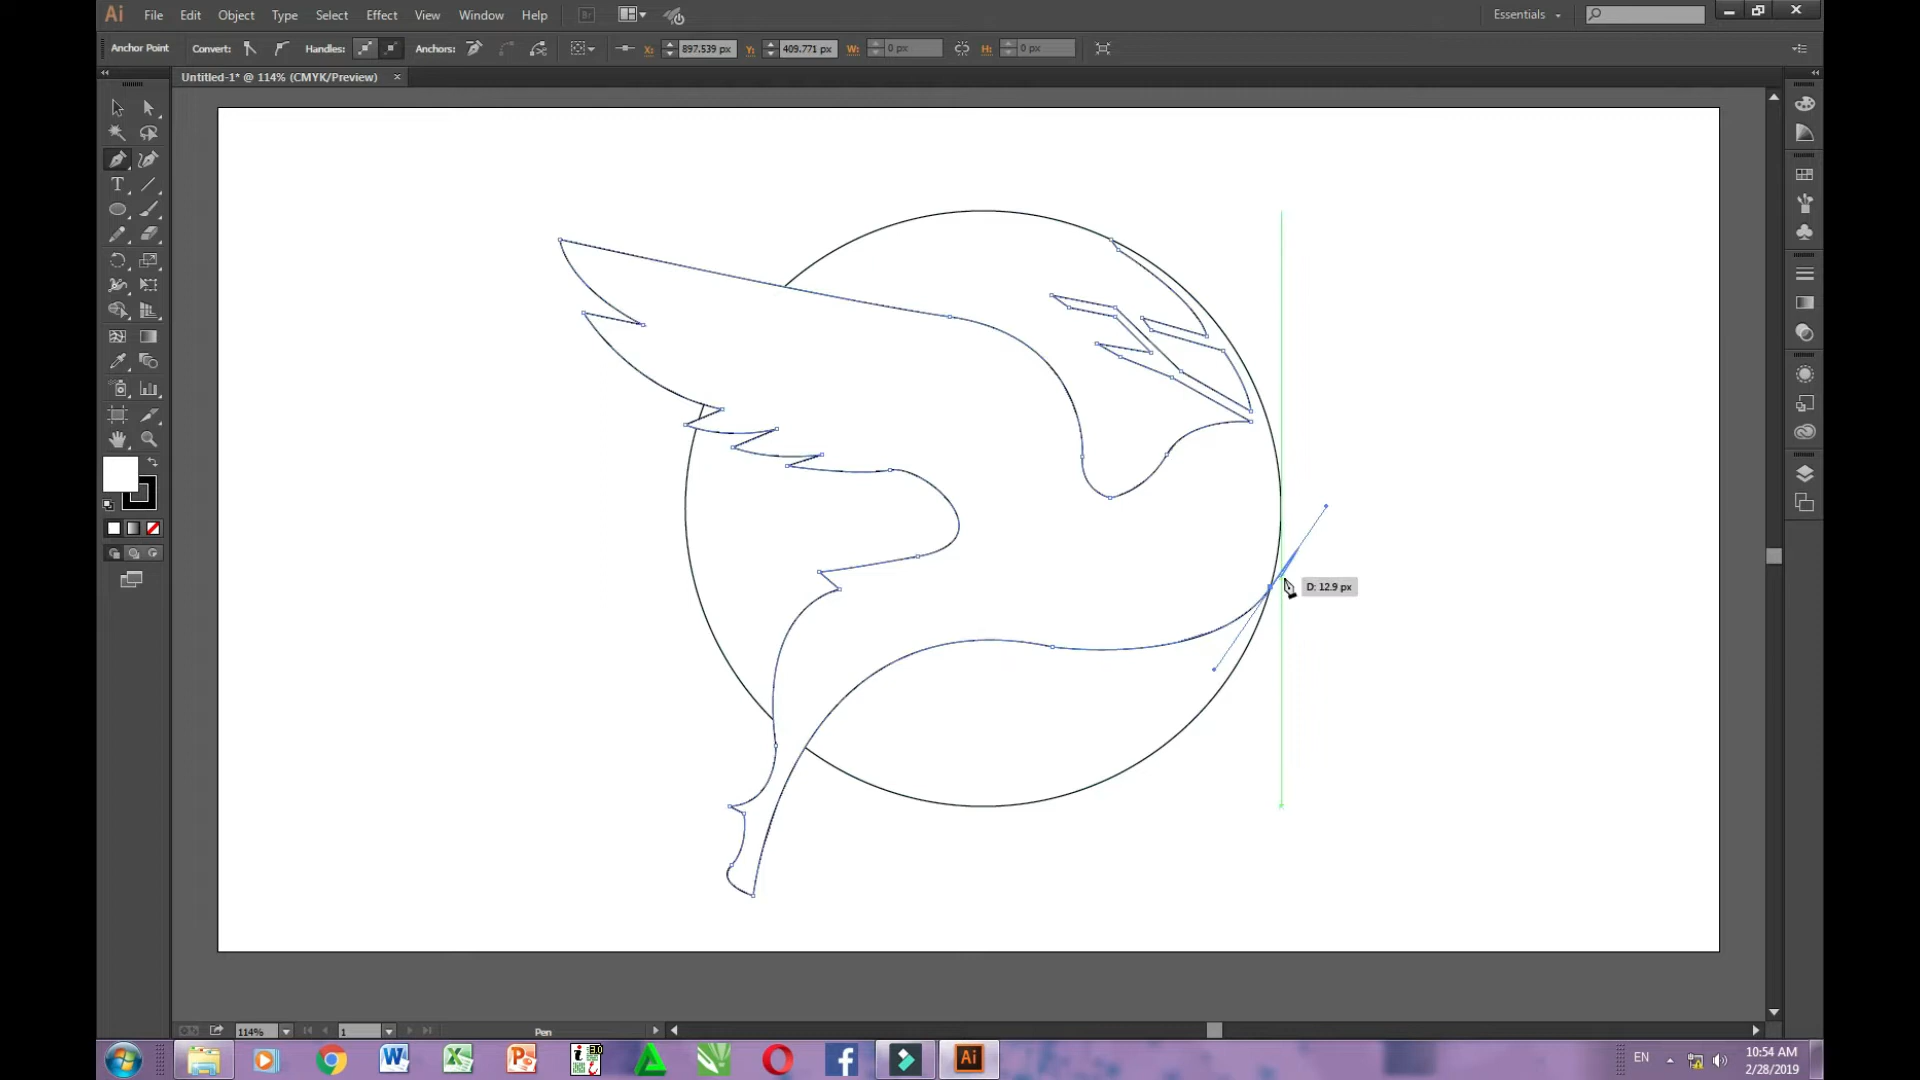 Ai File Edit Object Type Select Effect View Window Help Br Essentials
Anchor Point Convert: Handles: Anchors: X: 897.539 px Y: 409.771 px W: 0 px H: 0 px
Untitled-1* @ 114% (CMYK/Preview)
T
D: 12.9 px
114% 1 Pen
EN 10:54 AM
2/28/2019
Ai